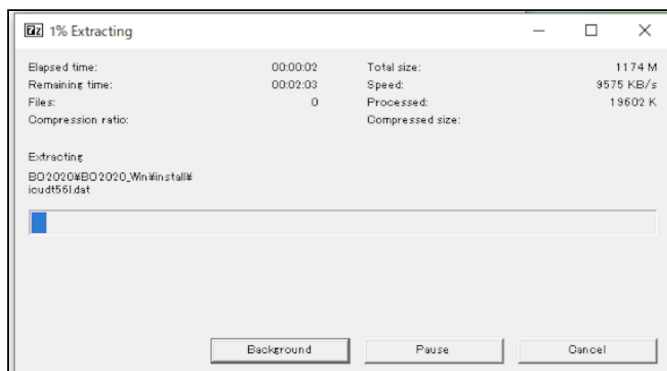 7z 1% Extracting
Elapsed time: 00:00:02 Total size: 1174 M
Remaining time: 00:02:03 Speed: 9575 KB/s
Files: 0 Processed: 19602 K
Compression ratio: Compressed size:
Extracting
BO2020¥BO2020_Win¥install¥
icudt56l.dat
Background Pause Cancel